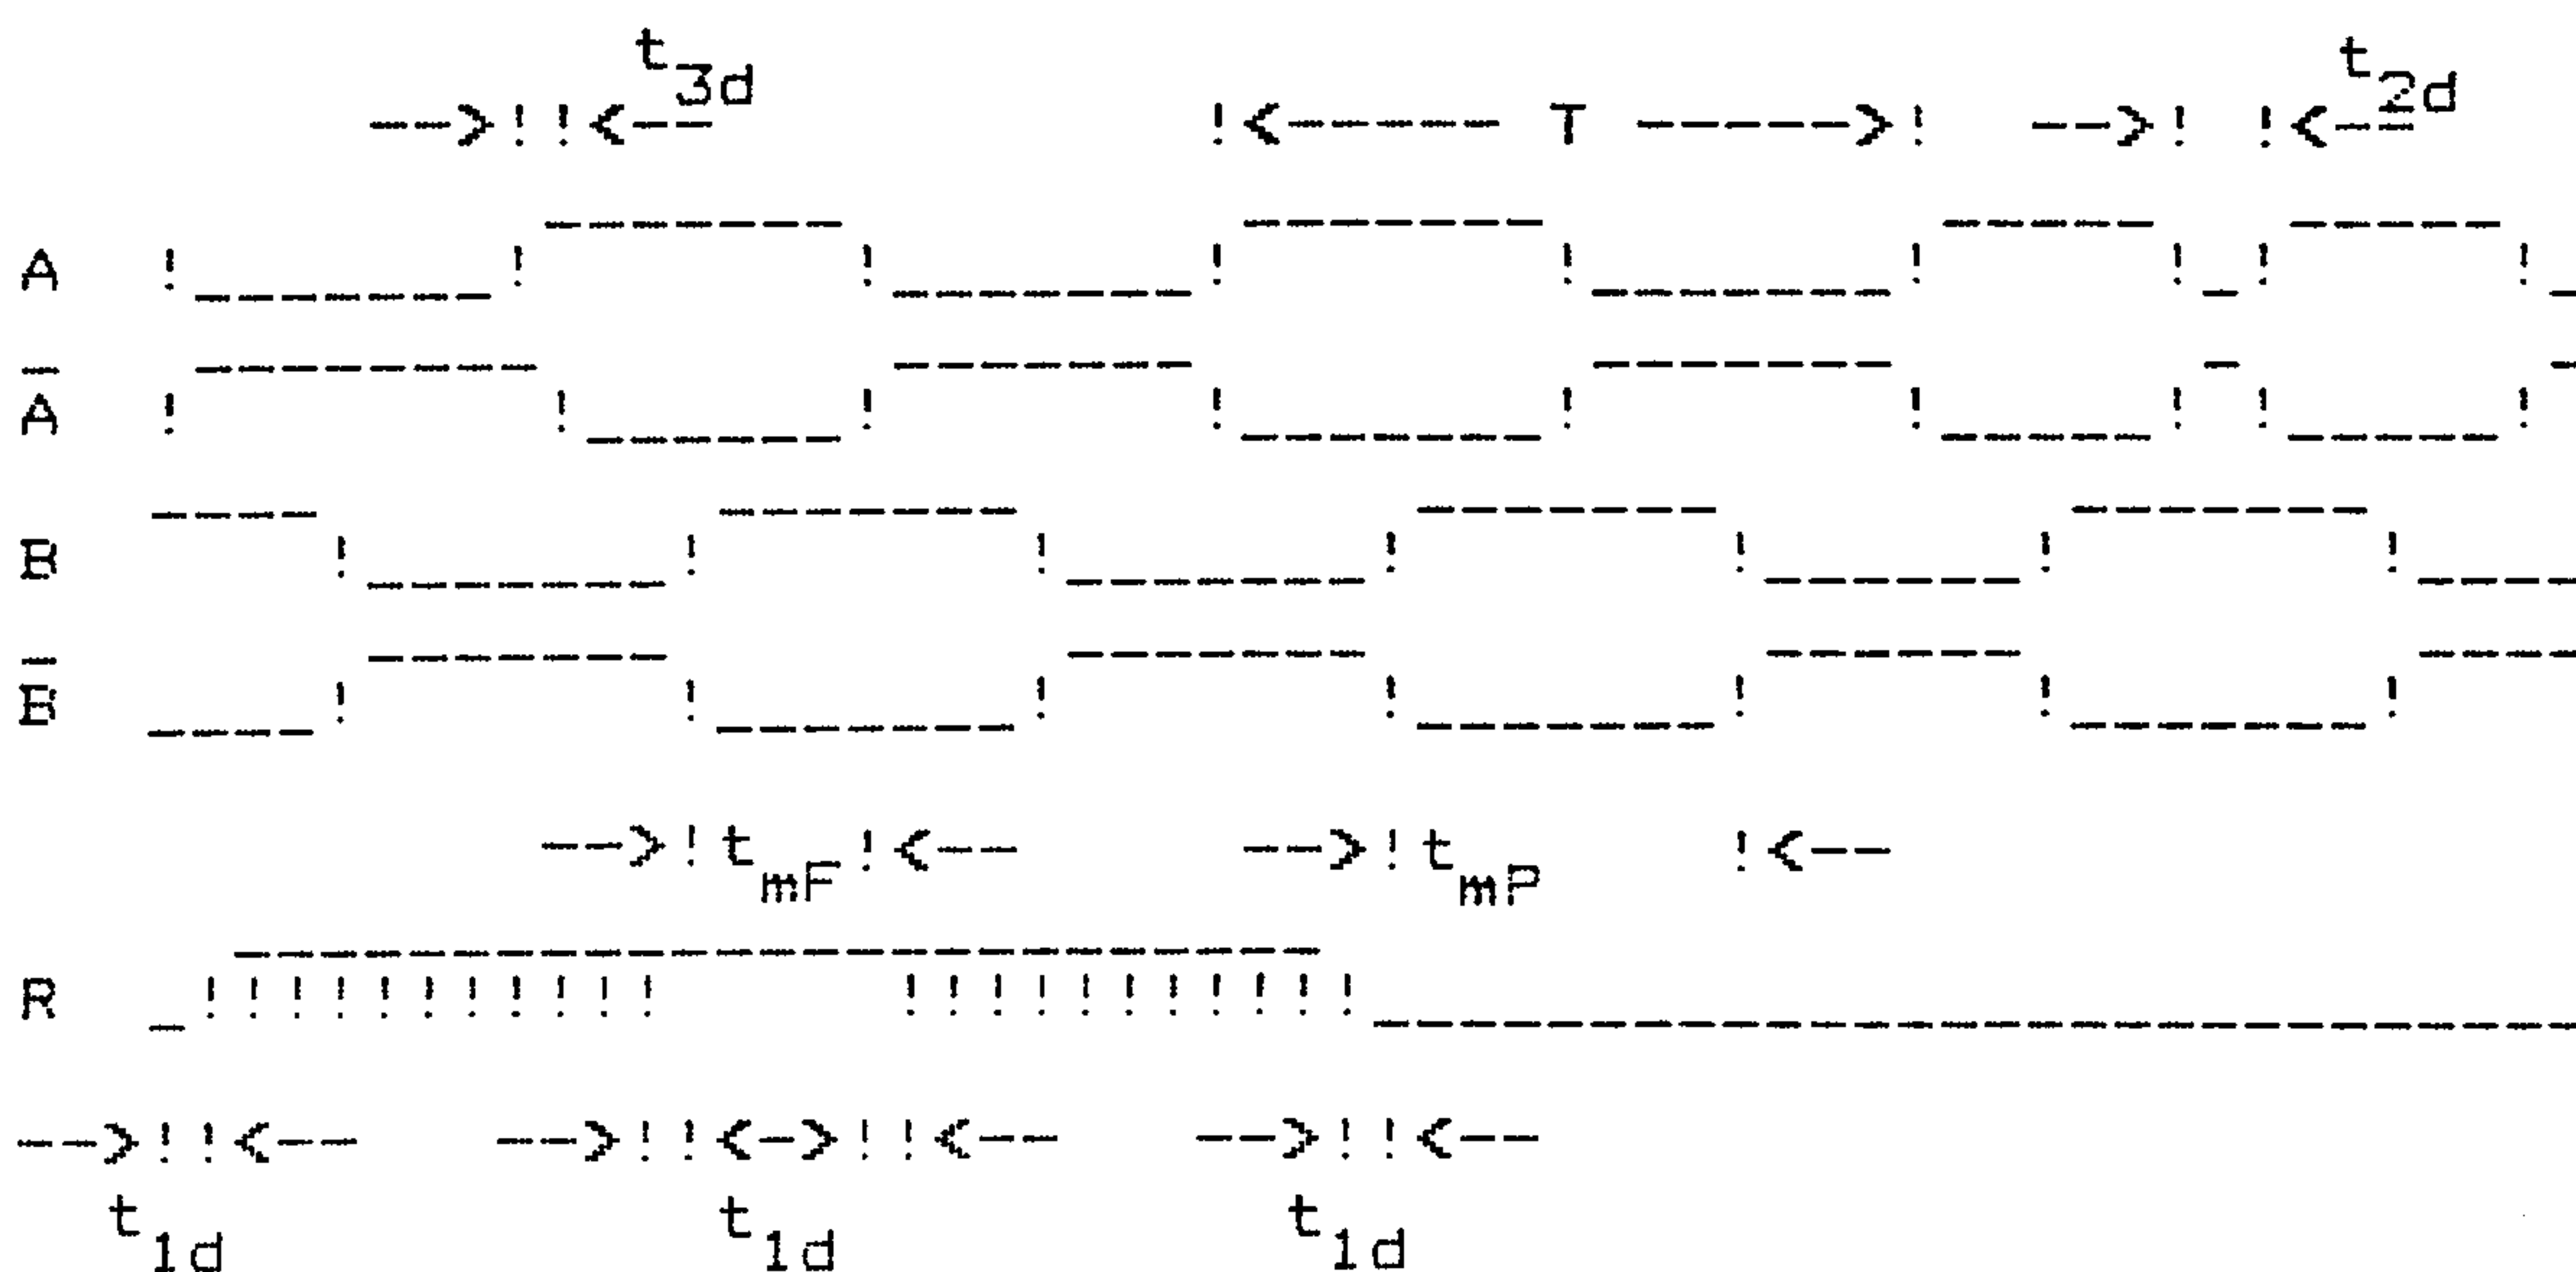 t3d t2d
-->!!<-- !<----- T ----->! -->! !<--
A
A̅
B
B̅
-->!tmF!<-- -->!tmP !<--
R
-->!!<-- -->!!<->!!<-- -->!!<--
t1d t1d t1d